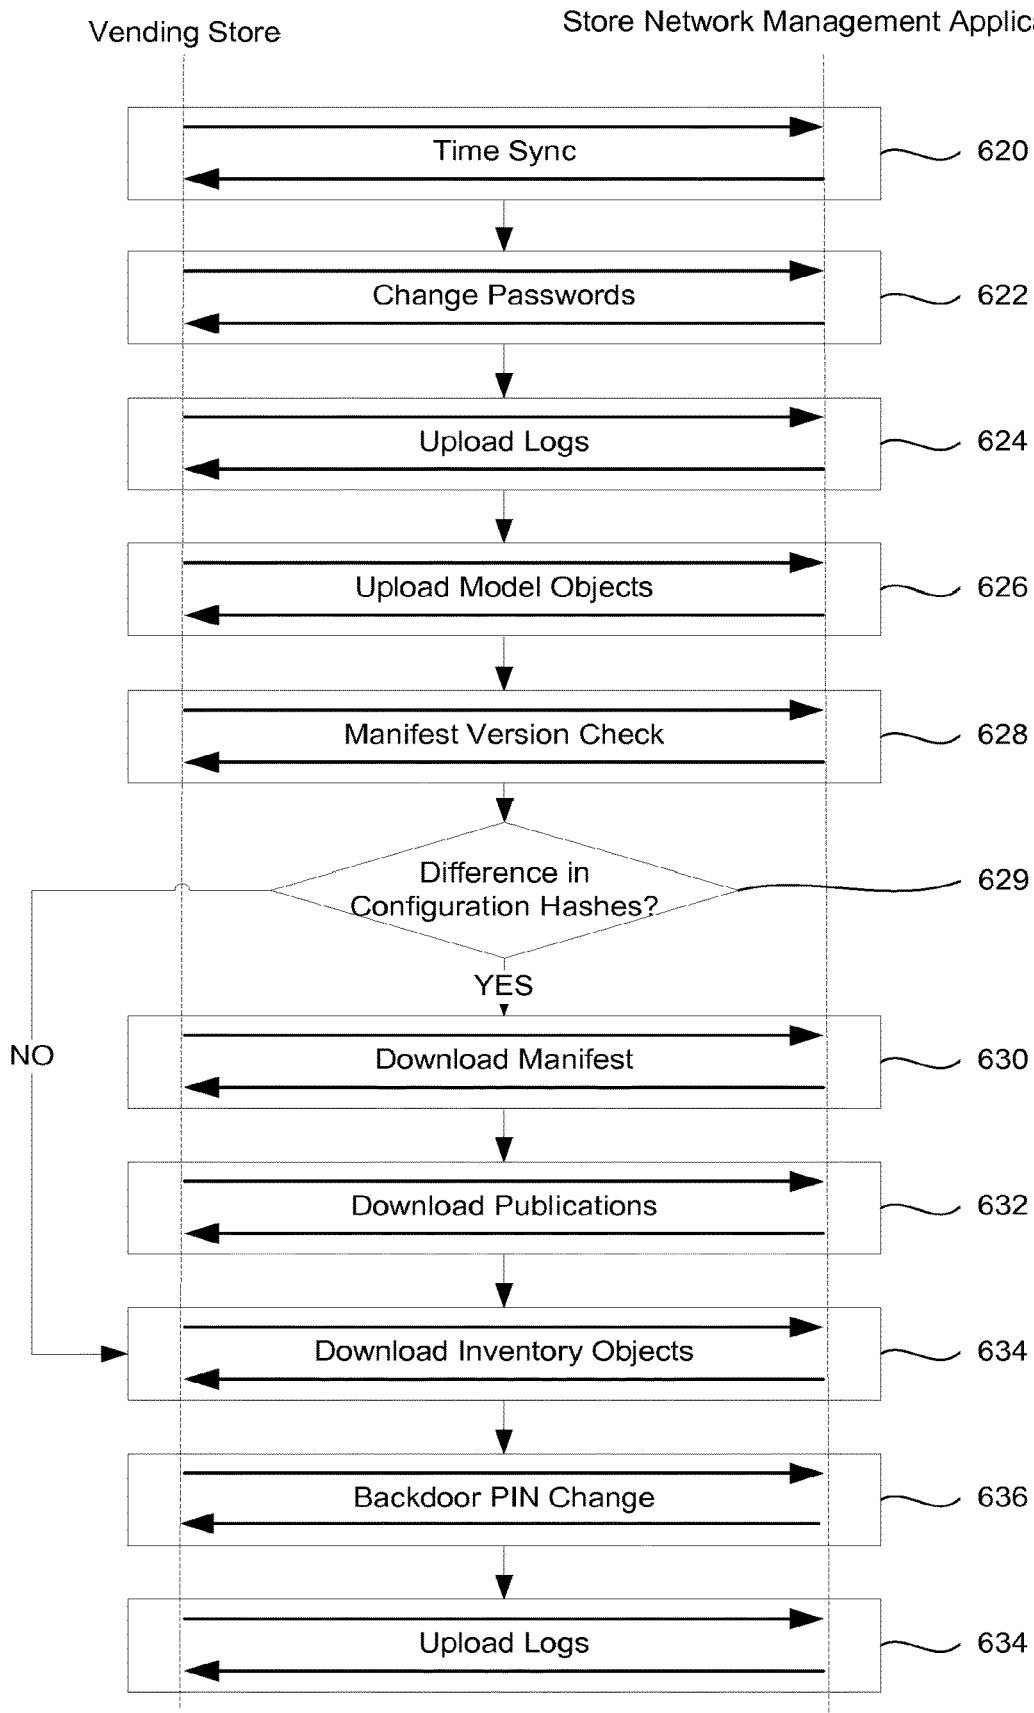 Vending Store
Store Network Management Applica
Time Sync
620
Change Passwords
622
Upload Logs
624
Upload Model Objects
626
Manifest Version Check
628
Difference in
Configuration Hashes?
629
YES
NO
Download Manifest
630
Download Publications
632
Download Inventory Objects
634
Backdoor PIN Change
636
Upload Logs
634